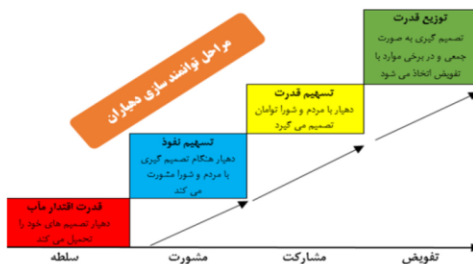 مراحل توانمندسازی دهیاران
توزیع قدرت
تصمیم گیری به صورت
جمعی و در برخی موارد با
تفویض اتخاذ می شود
تسهیم قدرت
دهیار با مردم و شورا توامان
تصمیم می گیرد
تسهیم نفوذ
دهیار هنگام تصمیم گیری
با مردم و شورا مشورت
می کند
قدرت اقتدار مآب
دهیار تصمیم های خود را
تحمیل می کند
سلطه
مشورت
مشارکت
تفویض